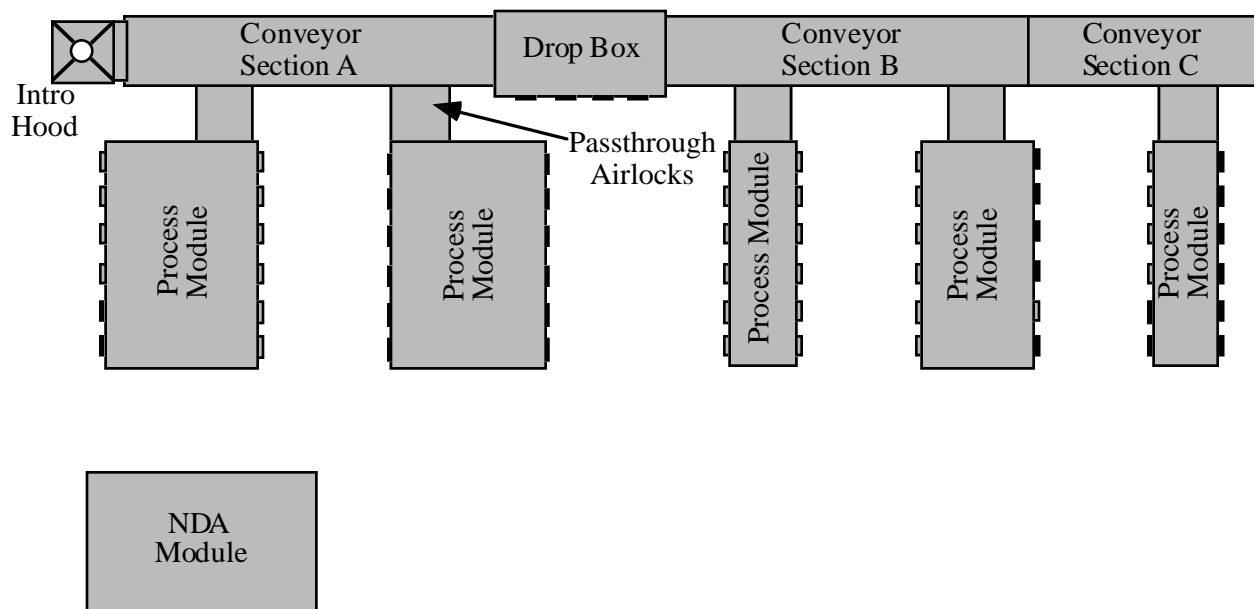 Conveyor
Section A
Drop Box
Conveyor
Section B
Conveyor
Section C
Intro
Hood
Passthrough
Airlocks
Process
Module
Process
Module
Process Module
Process
Module
Process
Module
NDA
Module